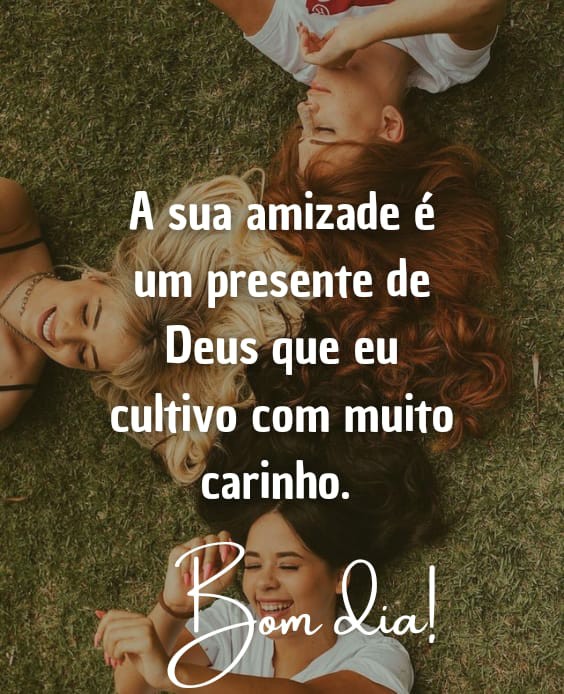 A sua amizade é
um presente de
Deus que eu
cultivo com muito
carinho.
Bom dia!